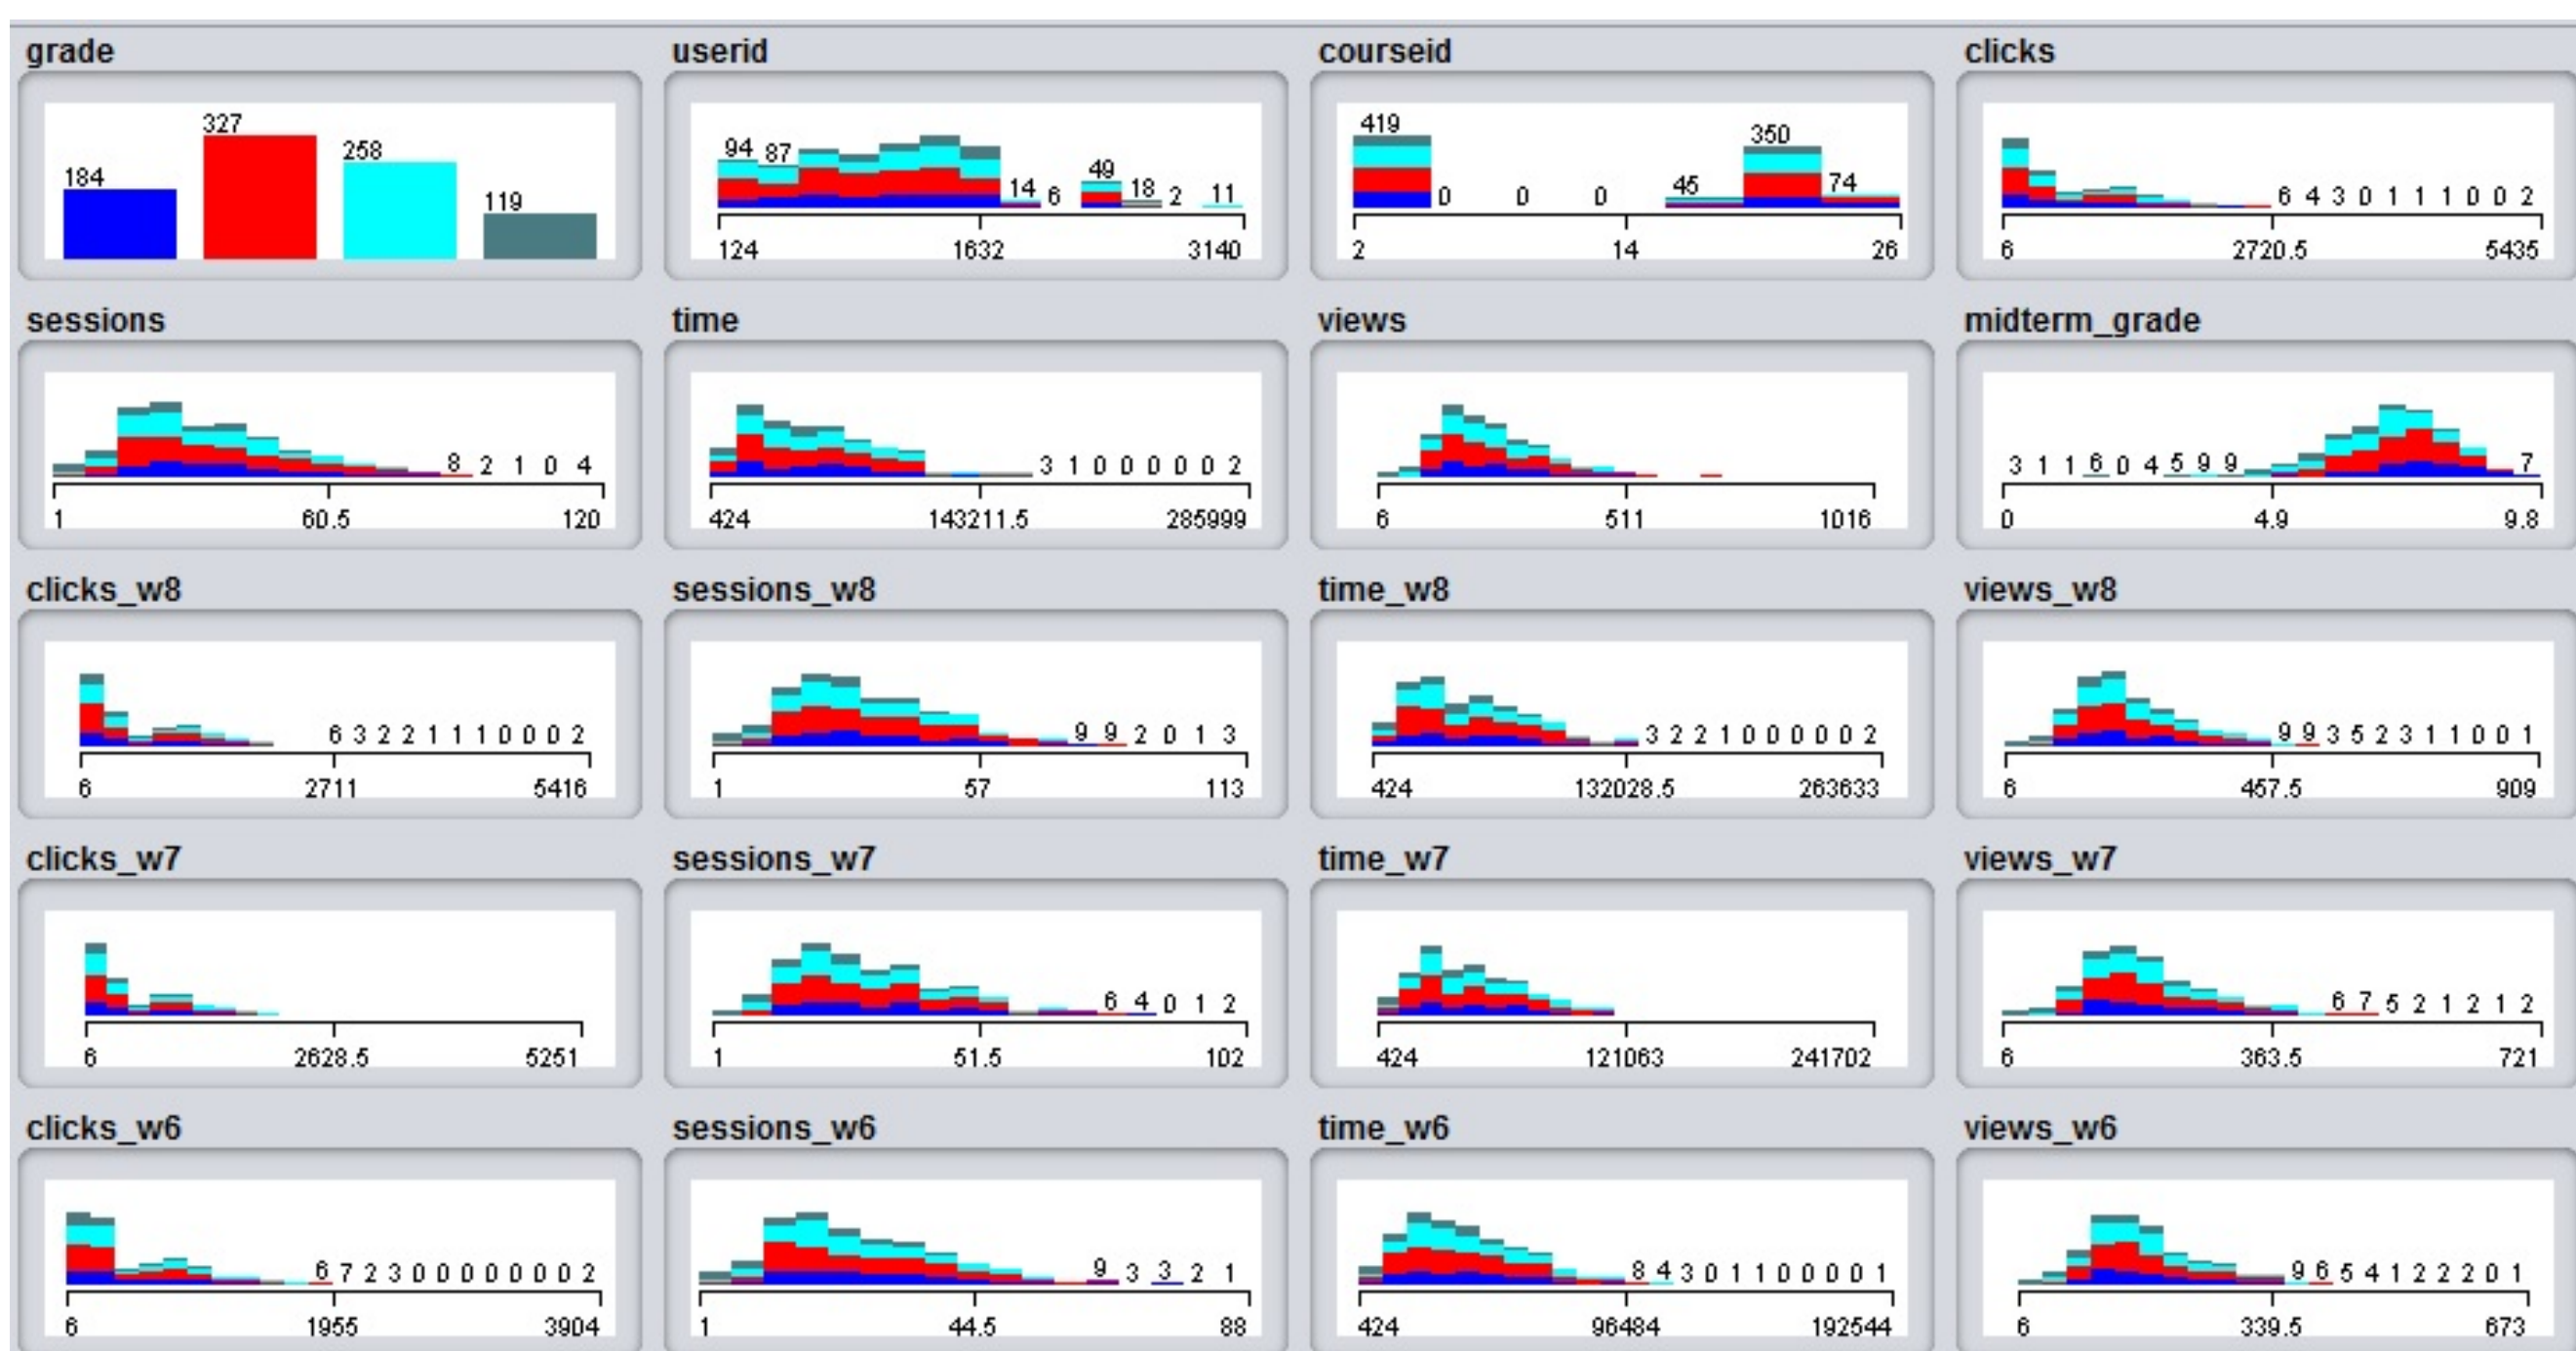 grade userid courseid clicks
327
258
184
119
94 87 14 6 49 18 2 11
124 1632 3140
419 0 0 0 45 350 74
2 14 26
6 4 3 0 1 1 1 0 0 2
6 2720.5 5435
sessions time views midterm_grade
8 2 1 0 4
1 60.5 120
3 1 0 0 0 0 0 2
424 143211.5 285999
6 511 1016
3 1 1 6 0 4 5 9 9 7
0 4.9 9.8
clicks_w8 sessions_w8 time_w8 views_w8
6 3 2 2 1 1 1 0 0 0 2
6 2711 5416
9 9 2 0 1 3
1 57 113
3 2 2 1 0 0 0 0 0 2
424 132028.5 263633
9 9 3 5 2 3 1 1 0 0 1
6 457.5 909
clicks_w7 sessions_w7 time_w7 views_w7
6 2628.5 5251
6 4 0 1 2
1 51.5 102
424 121063 241702
6 7 5 2 1 2 1 2
6 363.5 721
clicks_w6 sessions_w6 time_w6 views_w6
6 7 2 3 0 0 0 0 0 0 0 2
6 1955 3904
9 3 3 2 1
1 44.5 88
8 4 3 0 1 1 0 0 0 0 1
424 96484 192544
9 6 5 4 1 2 2 2 0 1
6 339.5 673